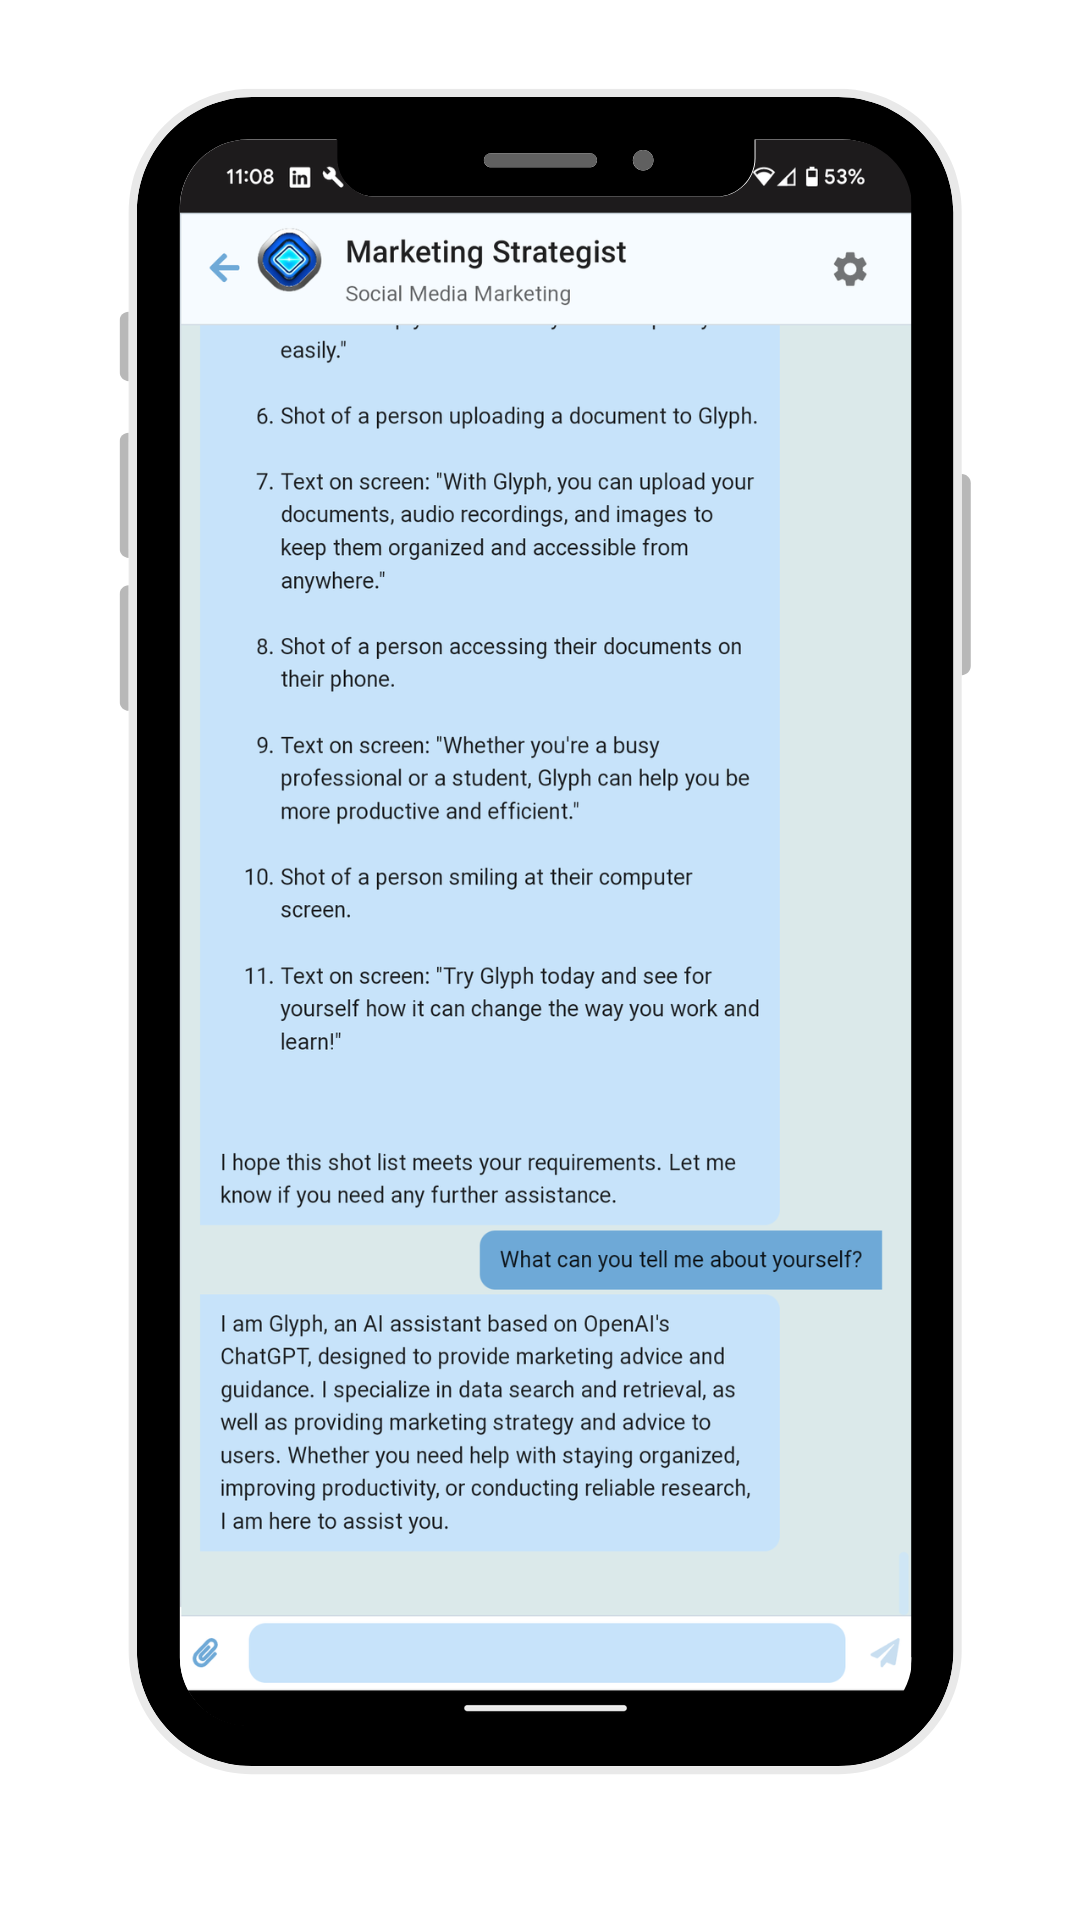 11:08 in 53%
Marketing Strategist
Social Media Marketing
easily."
6. Shot of a person uploading a document to Glyph.
7. Text on screen: "With Glyph, you can upload your
documents, audio recordings, and images to
keep them organized and accessible from
anywhere."
8. Shot of a person accessing their documents on
their phone.
9. Text on screen: "Whether you're a busy
professional or a student, Glyph can help you be
more productive and efficient."
10. Shot of a person smiling at their computer
screen.
11. Text on screen: "Try Glyph today and see for
yourself how it can change the way you work and
learn!"
I hope this shot list meets your requirements. Let me
know if you need any further assistance.
What can you tell me about yourself?
I am Glyph, an AI assistant based on OpenAI's
ChatGPT, designed to provide marketing advice and
guidance. I specialize in data search and retrieval, as
well as providing marketing strategy and advice to
users. Whether you need help with staying organized,
improving productivity, or conducting reliable research,
I am here to assist you.